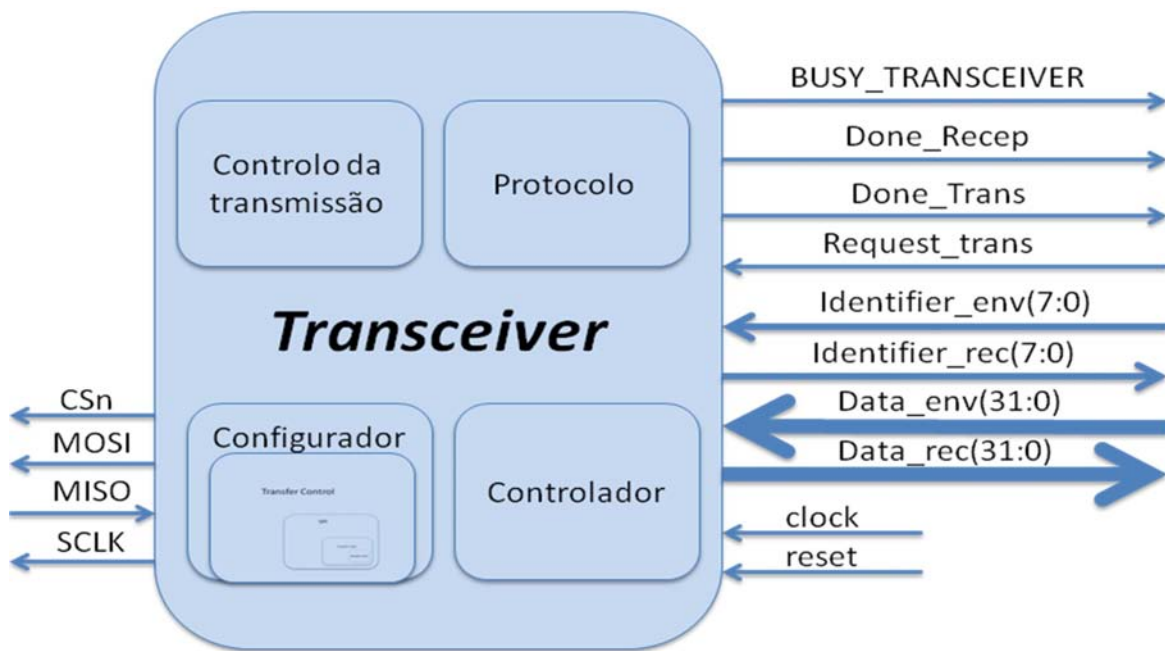 BUSY_TRANSCEIVER
Done_Recep
Done_Trans
Request_trans
Identifier_env(7:0)
Identifier_rec(7:0)
Data_env(31:0)
Data_rec(31:0)
clock
reset
Controlo da
transmissão
Protocolo
Transceiver
CSn
MOSI
MISO
SCLK
Configurador
Transfer Control
Controlador